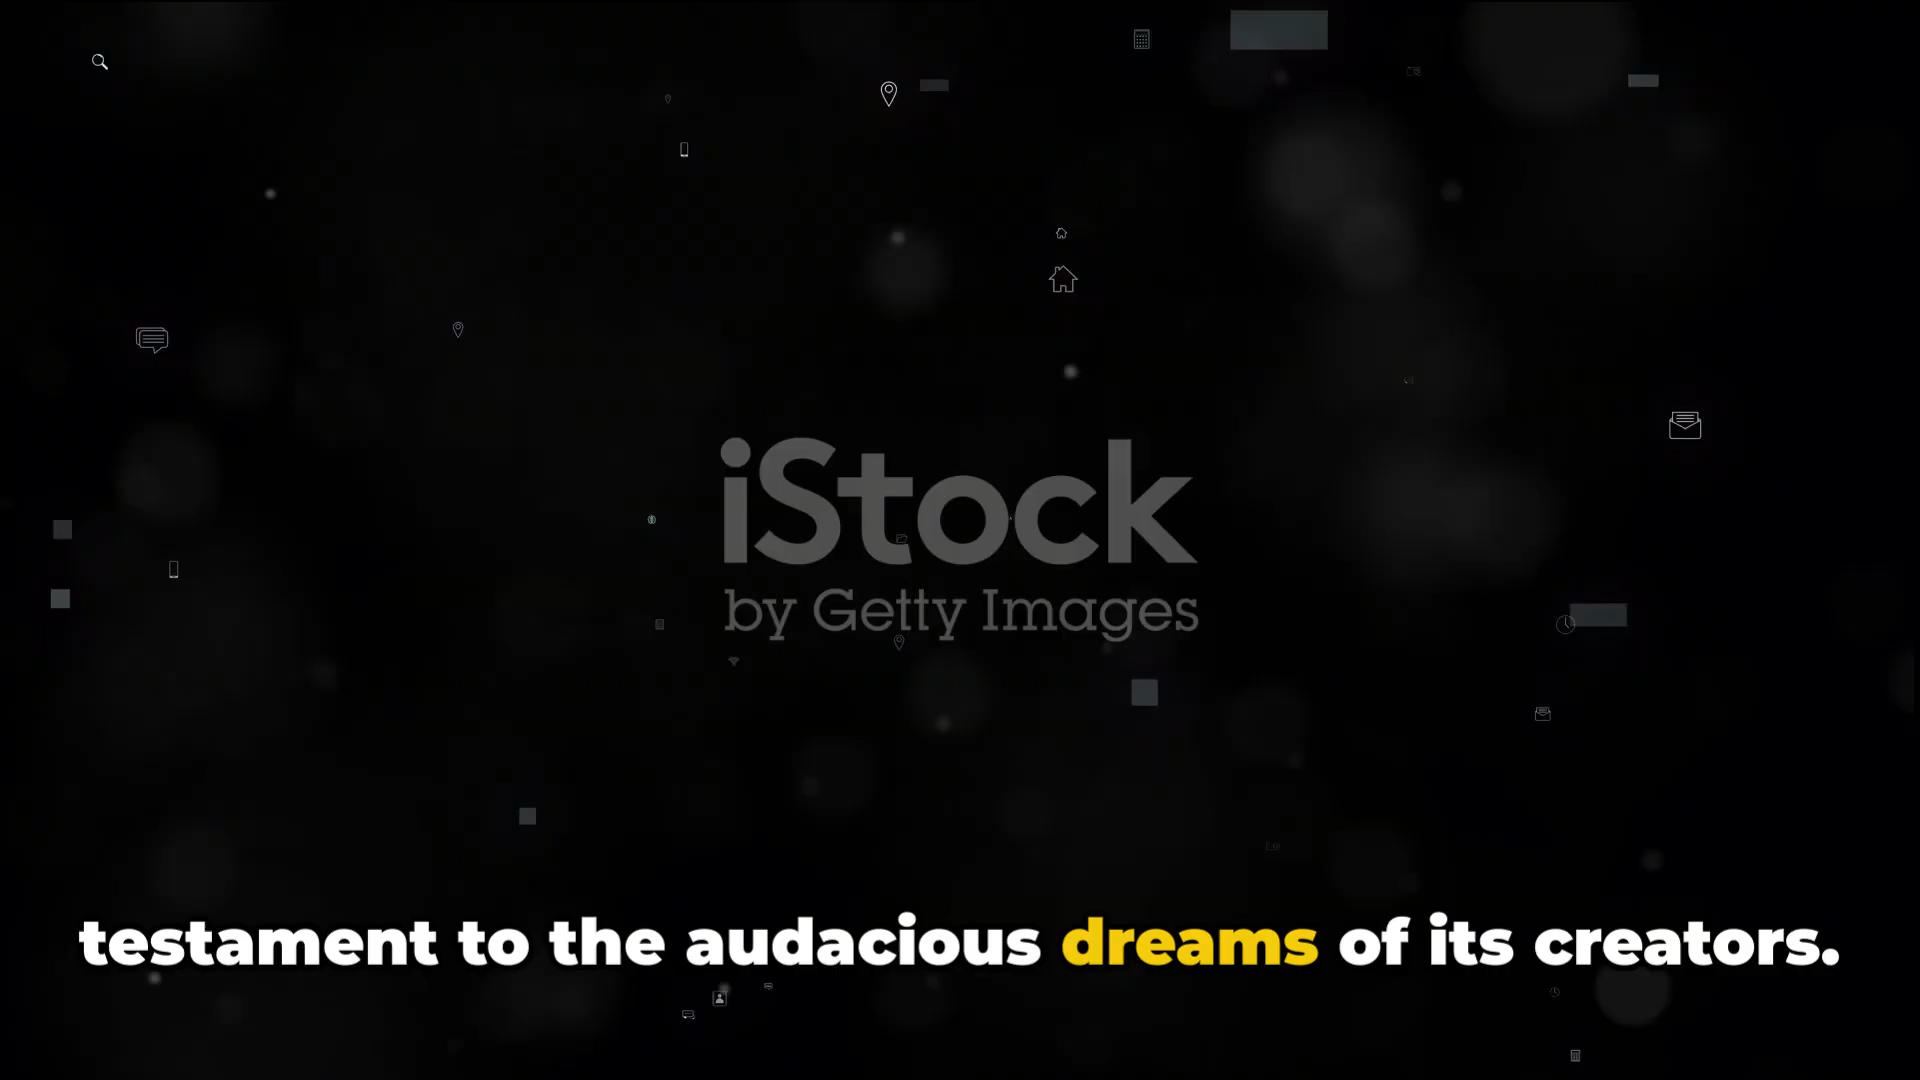 iStock
by Getty Images
testament to the audacious dreams of its creators.